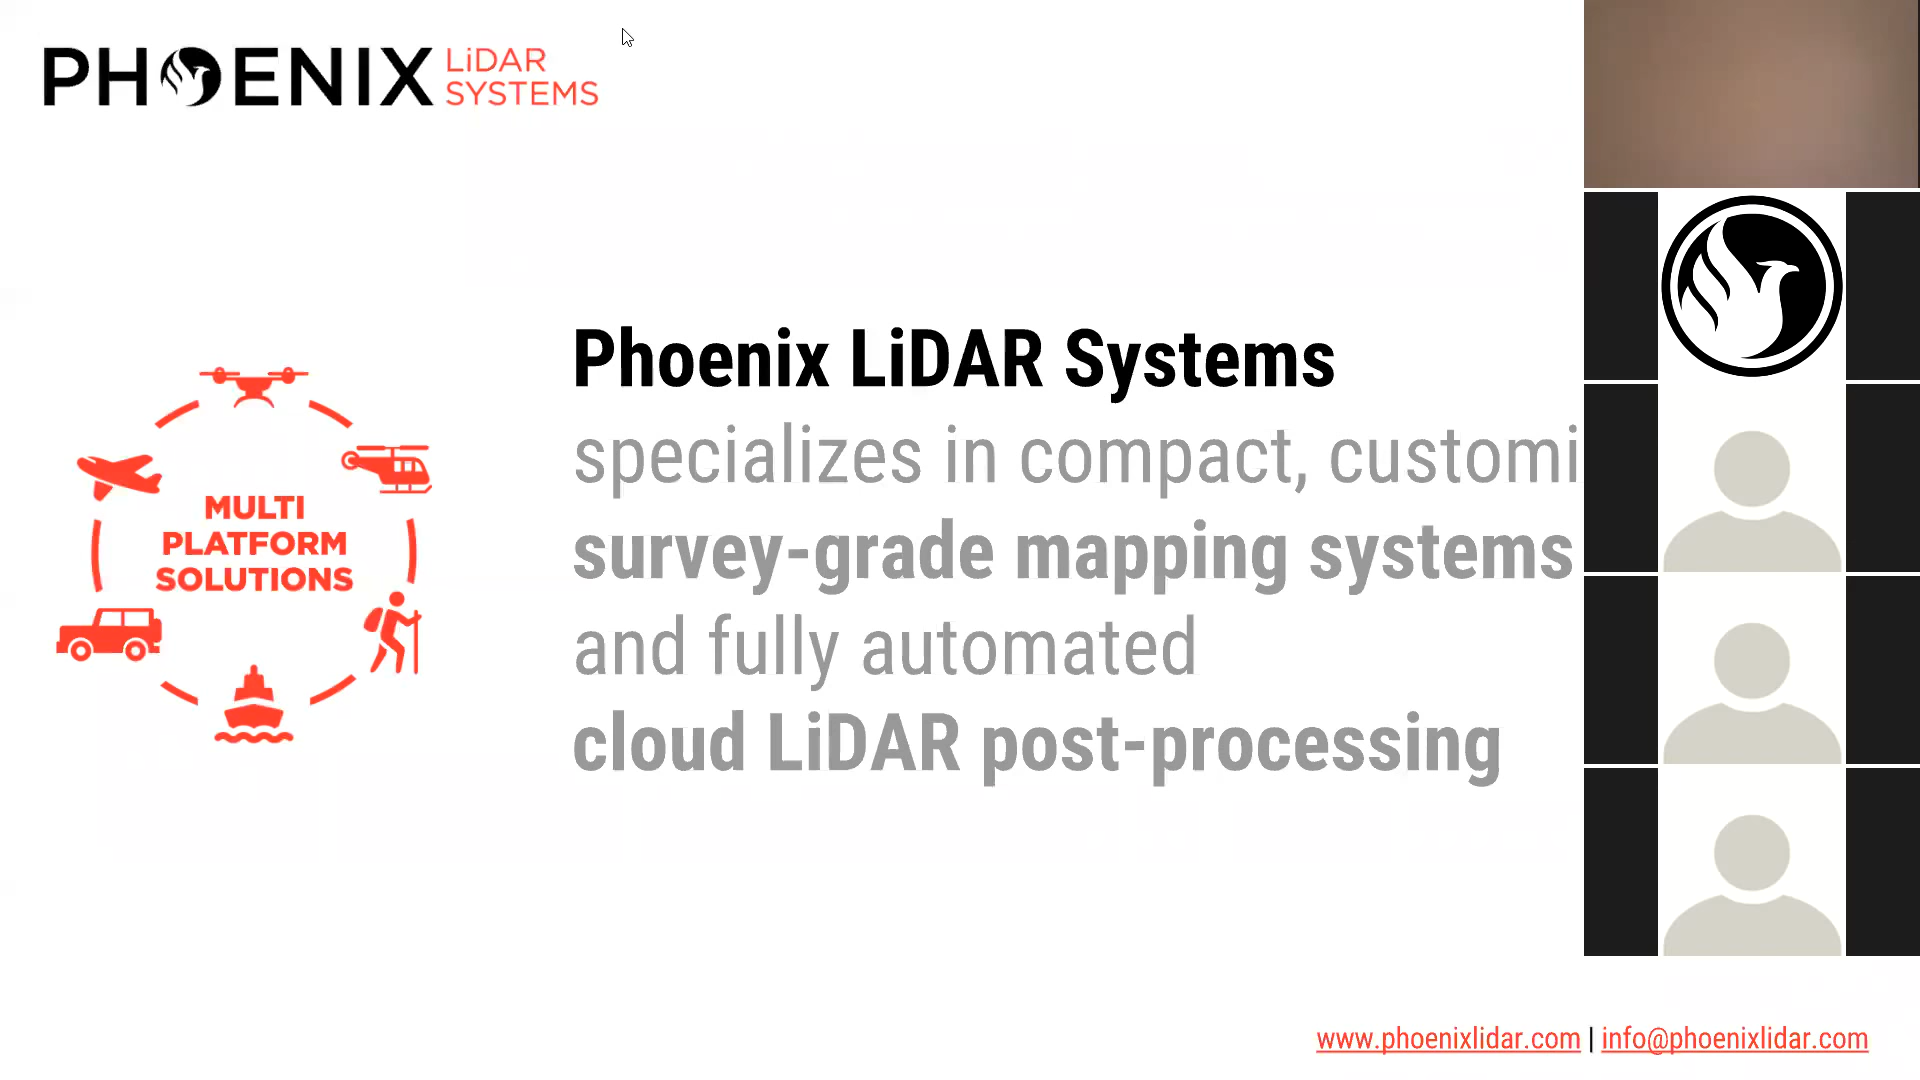 PHOENIX LiDAR
SYSTEMS
Phoenix LiDAR Systems
specializes in compact, customi
survey-grade mapping systems
and fully automated
cloud LiDAR post-processing
MULTI
PLATFORM
SOLUTIONS
www.phoenixlidar.com | info@phoenixlidar.com